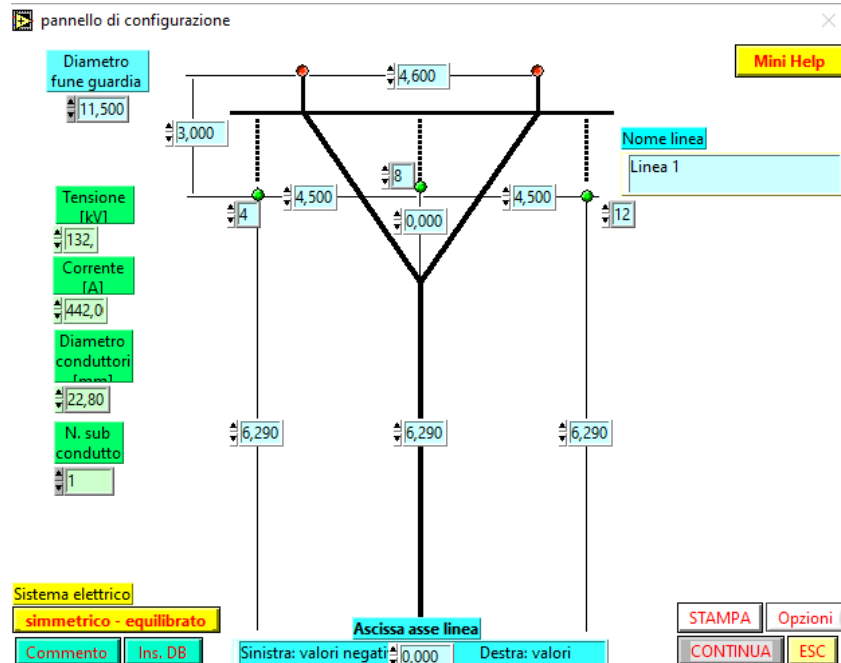 pannello di configurazione
Diametro
fune guardia
11,500
4,600
Mini Help
3,000
Nome linea
Linea 1
8
4,500
4,500
4
0,000
12
Tensione
[kV]
132,
Corrente
[A]
442,0
Diametro
conduttori
[mm]
22,80
N. sub
condutto
1
6,290
6,290
6,290
Sistema elettrico
simmetrico - equilibrato
Commento
Ins. DB
Ascissa asse linea
Sinistra: valori negati
0,000
Destra: valori
STAMPA
Opzioni
CONTINUA
ESC